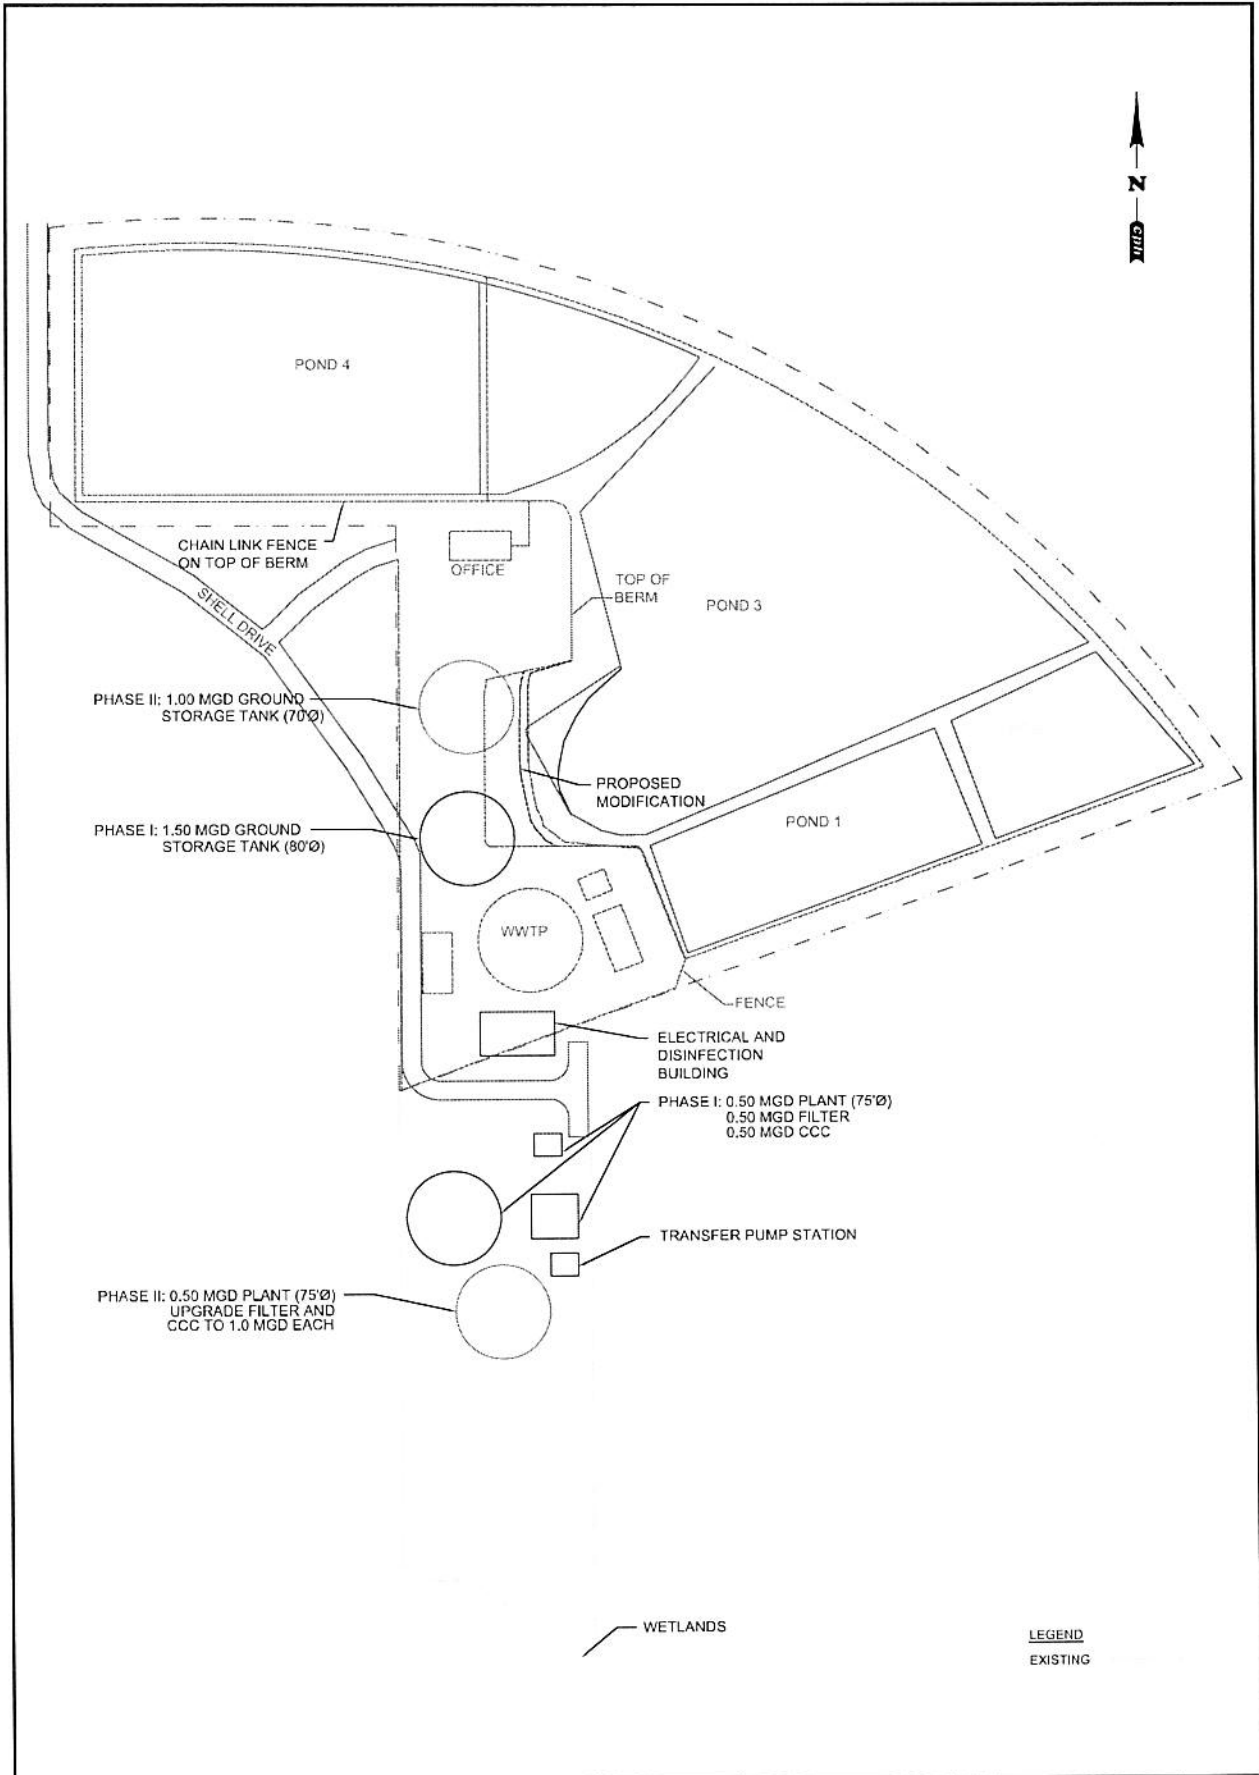 N
POND 4
CHAIN LINK FENCE
ON TOP OF BERM
OFFICE
TOP OF
BERM
POND 3
SHELL DRIVE
PHASE II: 1.00 MGD GROUND
STORAGE TANK (70'Ø)
PROPOSED
MODIFICATION
PHASE I: 1.50 MGD GROUND
STORAGE TANK (80'Ø)
POND 1
WWTP
FENCE
ELECTRICAL AND
DISINFECTION
BUILDING
PHASE I: 0.50 MGD PLANT (75'Ø)
0.50 MGD FILTER
0.50 MGD CCC
TRANSFER PUMP STATION
PHASE II: 0.50 MGD PLANT (75'Ø)
UPGRADE FILTER AND
CCC TO 1.0 MGD EACH
WETLANDS
LEGEND
EXISTING